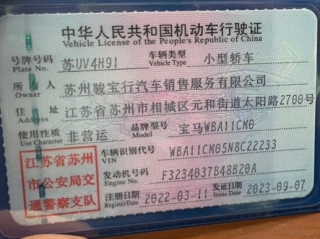 中华人民共和国机动车行驶证
Vehicle License of the People's Republic of China
号牌号码 苏UV4H91 车辆类型 小型轿车
Plate No. Vehicle Type
所有人 苏州骏宝行汽车销售服务有限公司
Owner
住址 江苏省苏州市相城区元和街道太阳路2700号
Address
使用性质 非营运 品牌型号 宝马WBA11CN0
Use Character Model
江苏省苏州 车辆识别代号 WBA11CN05N8C22233
VIN
市公安局交 发动机号码 F3234037B48B20A
Engine No.
通警察支队 注册日期 2022-03-11 发证日期 2023-09-07
Register Date Issue Date